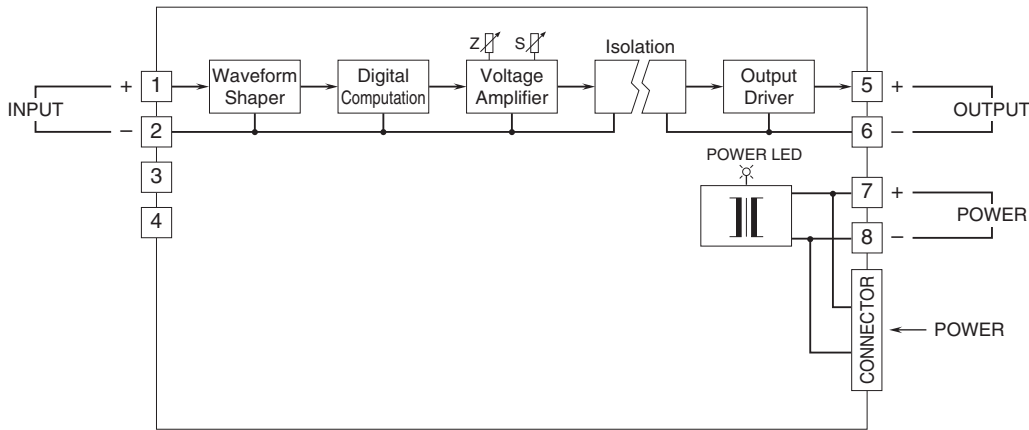 Z S Isolation
INPUT + 1 Waveform Shaper Digital Computation Voltage Amplifier Output Driver 5 + OUTPUT
– 2 6 –
3 POWER LED 7 + POWER
4 8 –
CONNECTOR POWER